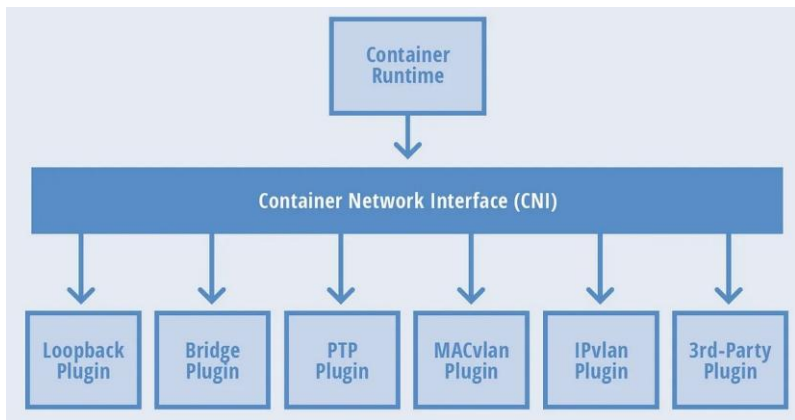 Container
Runtime
Container Network Interface (CNI)
Loopback
Plugin
Bridge
Plugin
PTP
Plugin
MACvlan
Plugin
IPvlan
Plugin
3rd-Party
Plugin